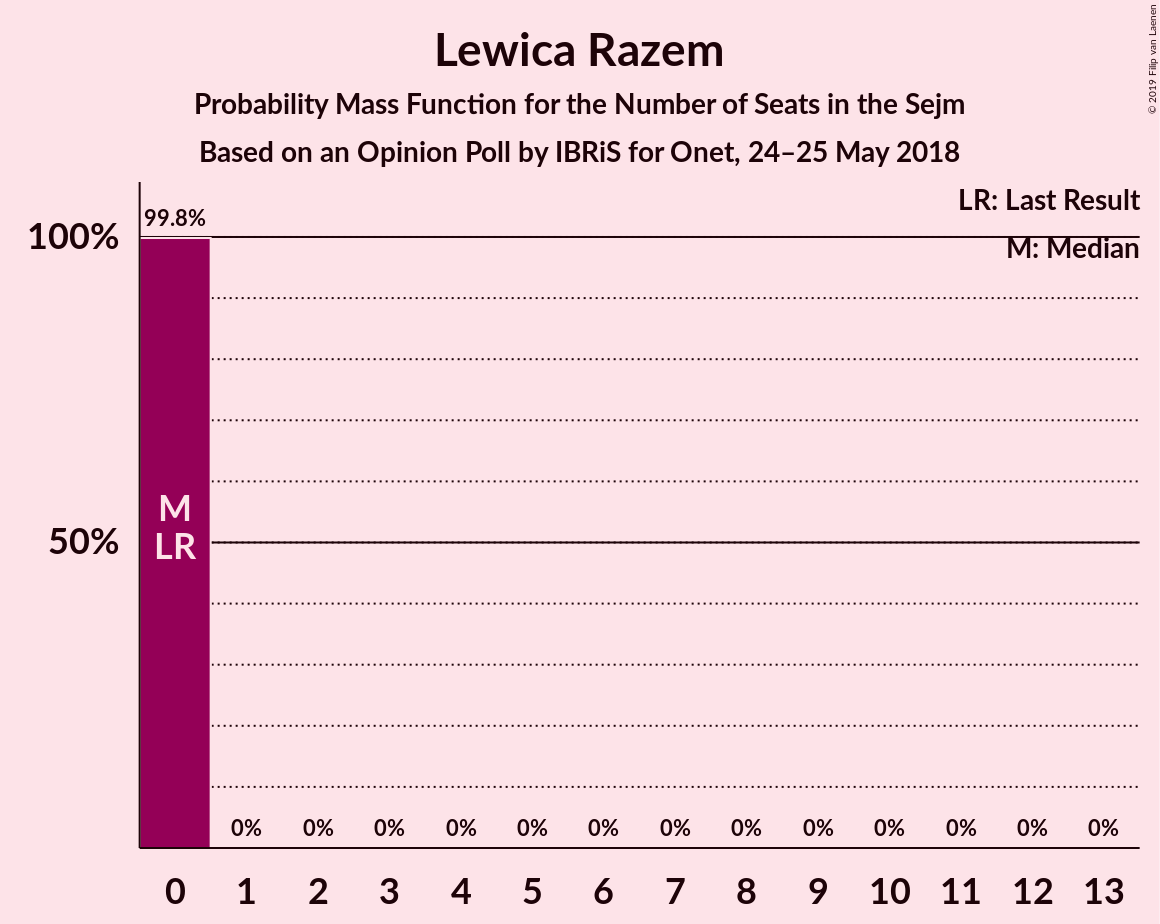 Lewica Razem
Probability Mass Function for the Number of Seats in the Sejm
Based on an Opinion Poll by IBRiS for Onet, 24–25 May 2018
© 2019 Filip van Laenen
LR: Last Result
M: Median
99.8%
100%
50%
M
LR
0% 0% 0% 0% 0% 0% 0% 0% 0% 0% 0% 0% 0%
0 1 2 3 4 5 6 7 8 9 10 11 12 13